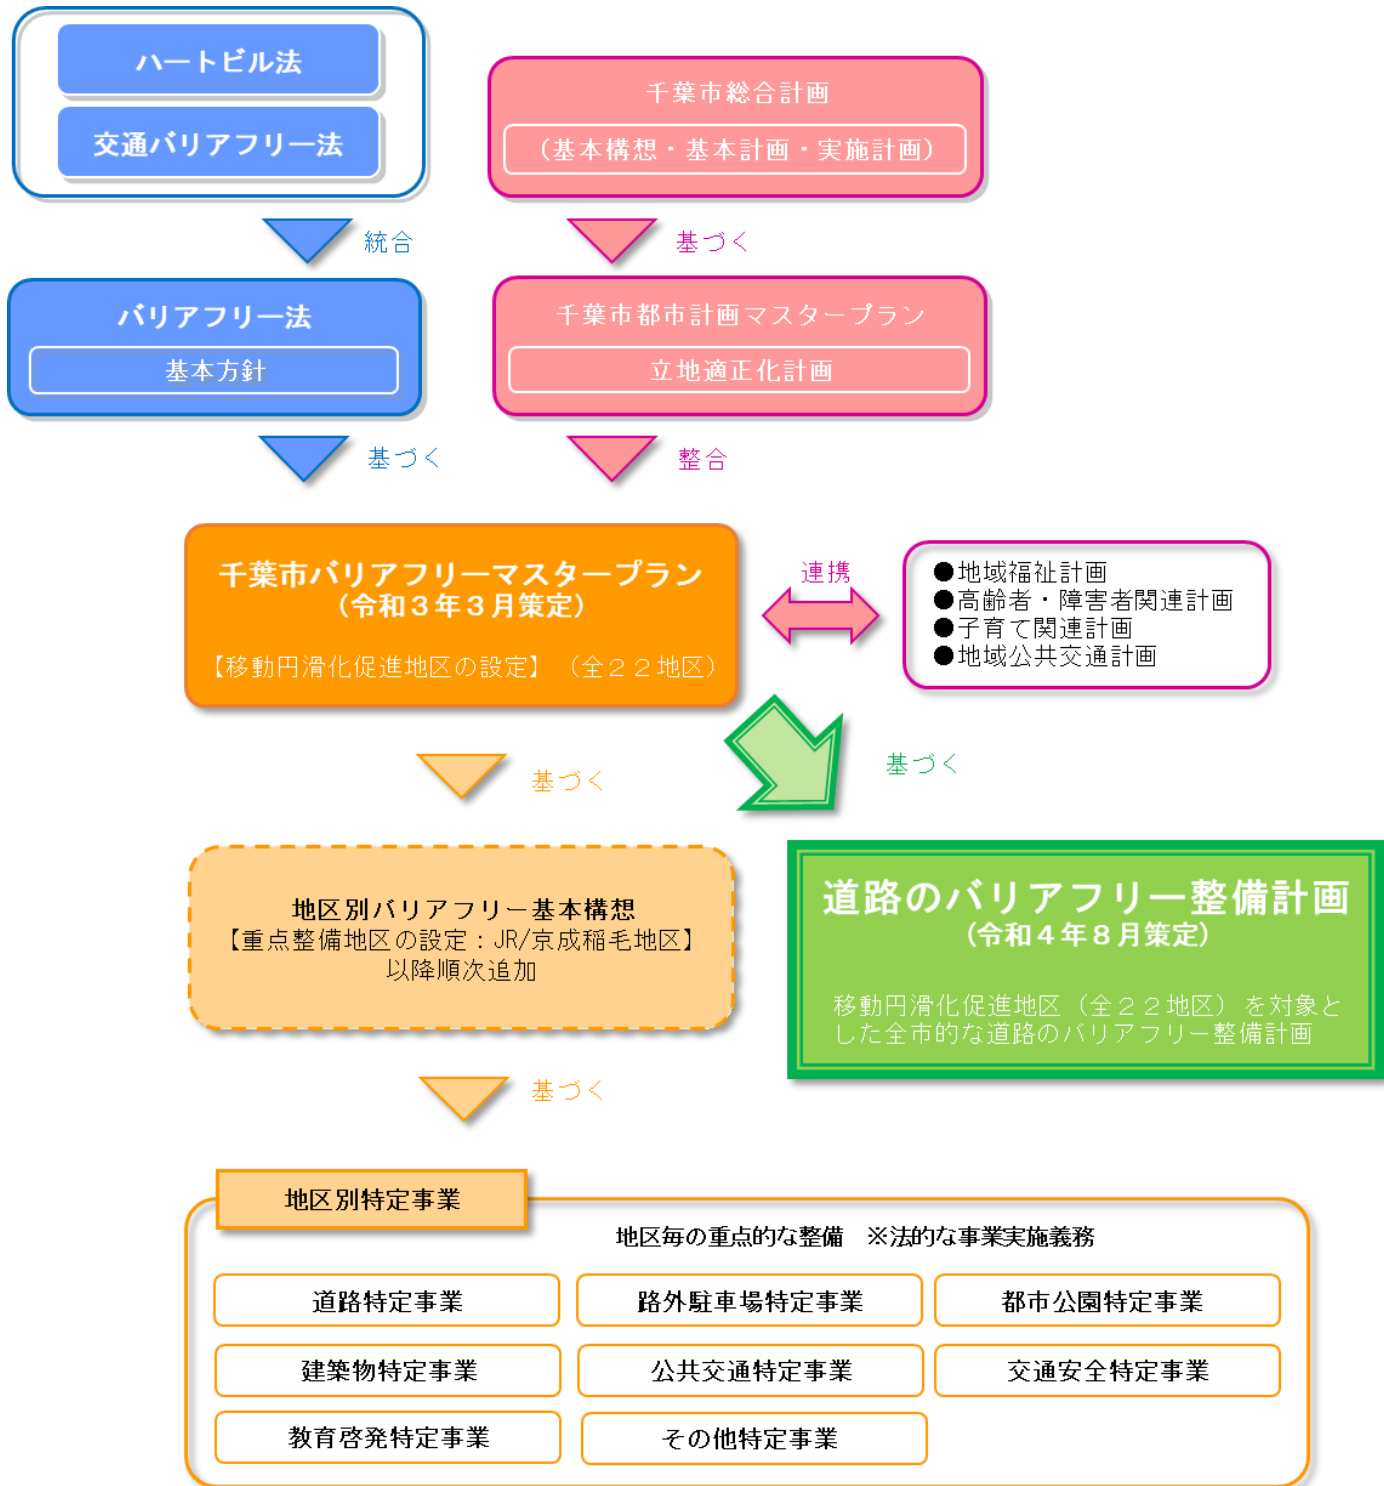 ハートビル法
交通バリアフリー法
千葉市総合計画
（基本構想・基本計画・実施計画）
統合
基づく
バリアフリー法
基本方針
千葉市都市計画マスタープラン
立地適正化計画
基づく
整合
千葉市バリアフリーマスタープラン
（令和３年３月策定）
【移動円滑化促進地区の設定】（全２２地区）
連携
●地域福祉計画
●高齢者・障害者関連計画
●子育て関連計画
●地域公共交通計画
基づく
基づく
地区別バリアフリー基本構想
【重点整備地区の設定：JR/京成稲毛地区】
以降順次追加
道路のバリアフリー整備計画
（令和４年８月策定）
移動円滑化促進地区（全２２地区）を対象と
した全市的な道路のバリアフリー整備計画
基づく
地区別特定事業
地区毎の重点的な整備　※法的な事業実施義務
道路特定事業
路外駐車場特定事業
都市公園特定事業
建築物特定事業
公共交通特定事業
交通安全特定事業
教育啓発特定事業
その他特定事業